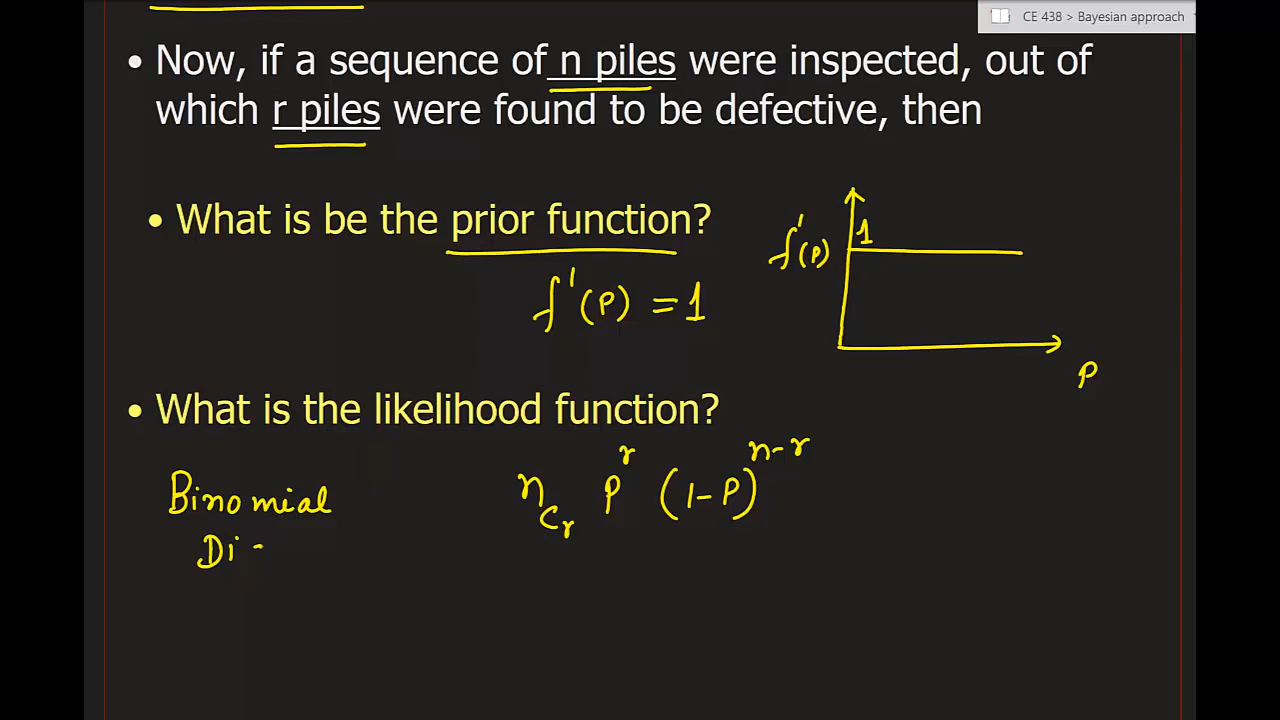 CE 438 > Bayesian approach
• Now, if a sequence of n piles were inspected, out of
which r piles were found to be defective, then
• What is be the prior function?
f'(p)
1
f'(p) = 1
p
• What is the likelihood function?
Binomial
Di -
n
Cr p^r (1-p)^n-r